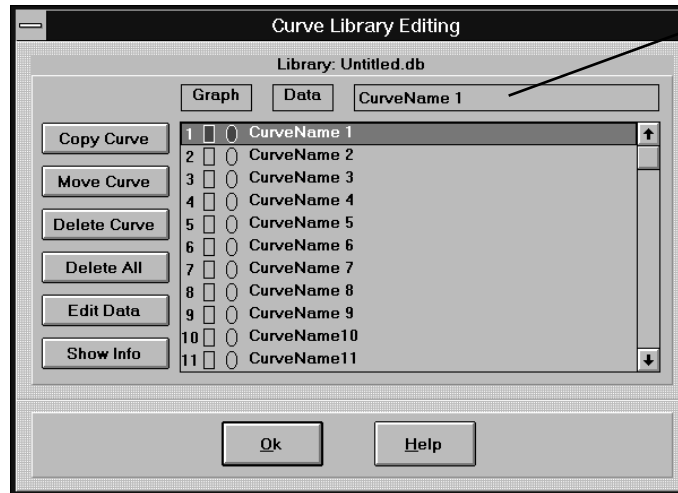 Curve Library Editing
Library: Untitled.db
Graph Data CurveName 1
Copy Curve
Move Curve
Delete Curve
Delete All
Edit Data
Show Info
1 CurveName 1
2 CurveName 2
3 CurveName 3
4 CurveName 4
5 CurveName 5
6 CurveName 6
7 CurveName 7
8 CurveName 8
9 CurveName 9
10 CurveName10
11 CurveName11
Ok Help